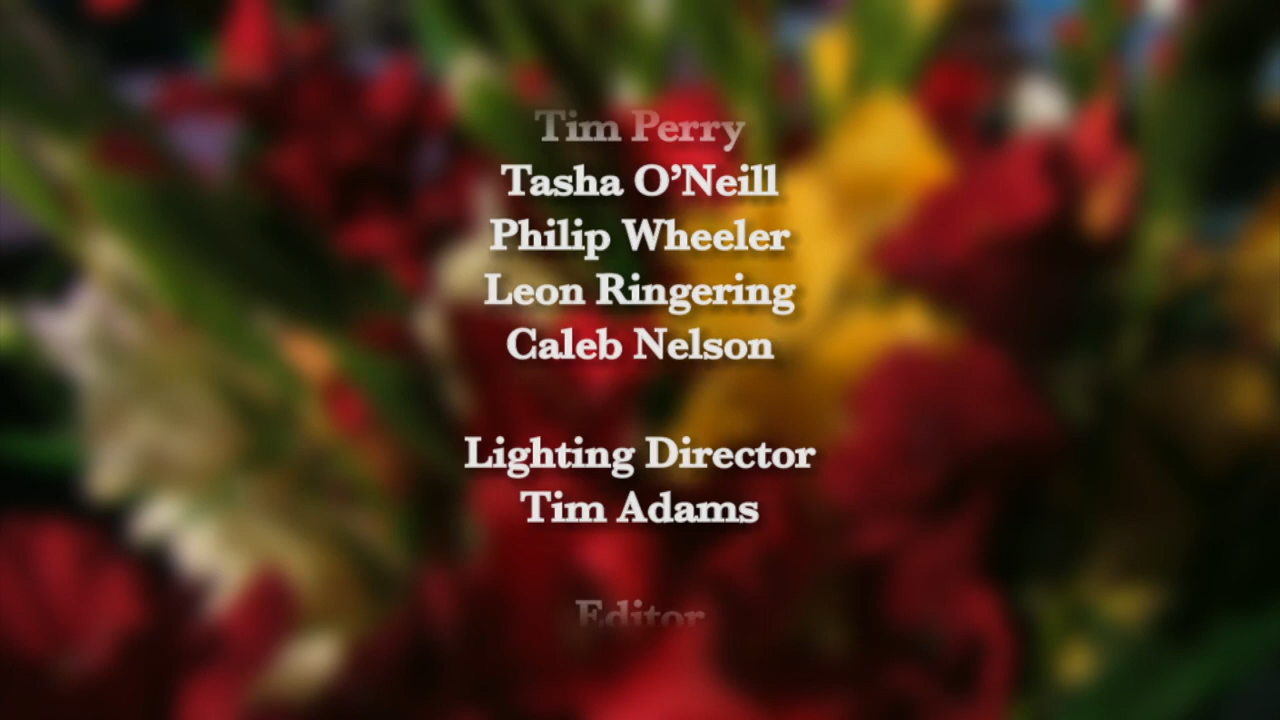 Tim Perry
Tasha O’Neill
Philip Wheeler
Leon Ringering
Caleb Nelson
Lighting Director
Tim Adams
Editor